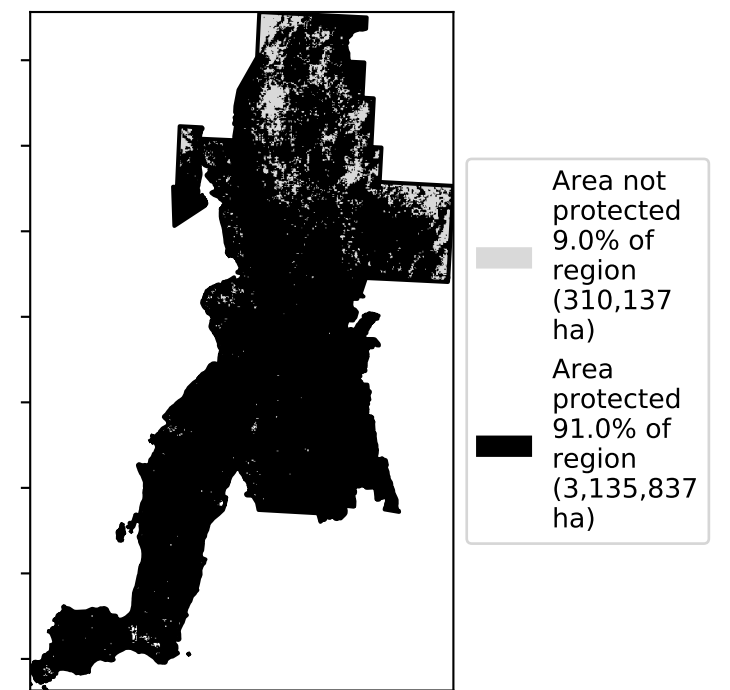 Area not
protected
9.0% of
region
(310,137
ha)
Area
protected
91.0% of
region
(3,135,837
ha)